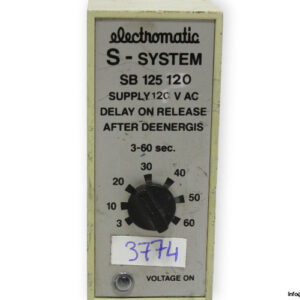 electromatic
S - SYSTEM
SB 125 120
SUPPLY 120 V AC
DELAY ON RELEASE
AFTER DEENERGIS
3-60 sec.
30
20 40
10 50
3 60
3774
VOLTAGE ON